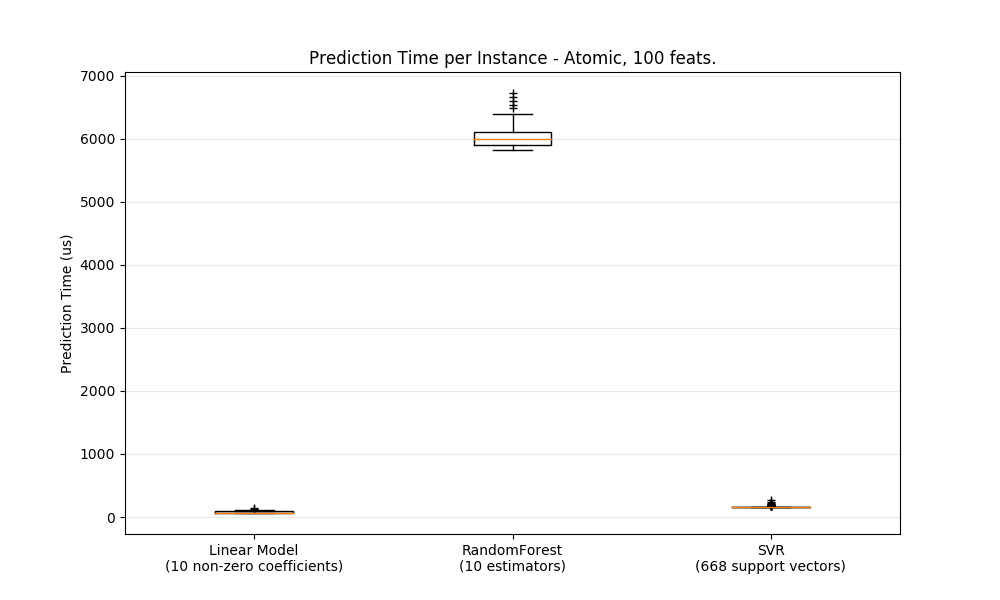 Prediction Time per Instance - Atomic, 100 feats.
Prediction Time (us)
7000
6000
5000
4000
3000
2000
1000
0
Linear Model
(10 non-zero coefficients)
RandomForest
(10 estimators)
SVR
(668 support vectors)